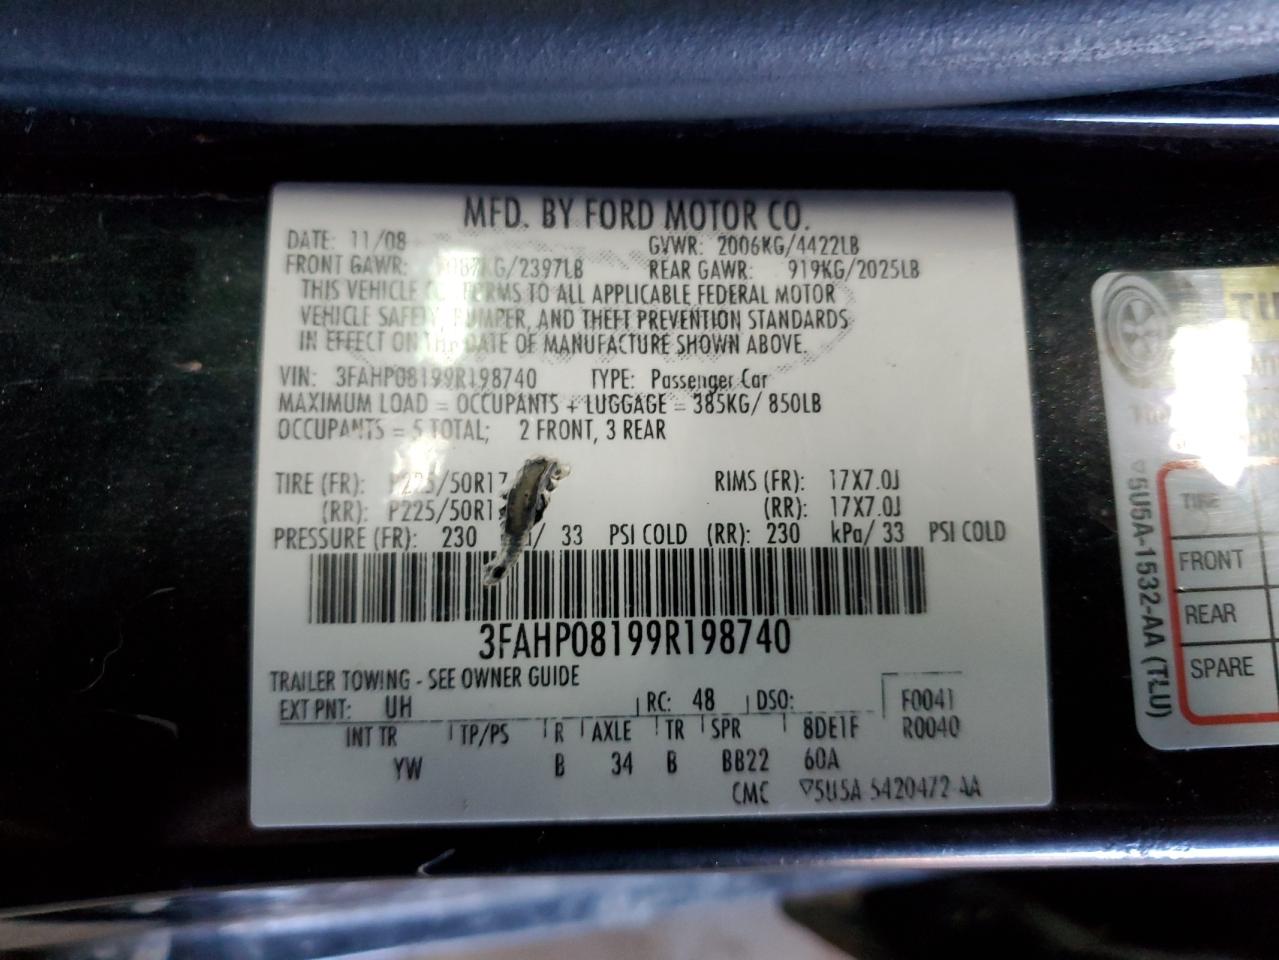 MFD. BY FORD MOTOR CO.
DATE: 11/08 GVWR: 2006KG/4422LB
FRONT GAWR: /2397LB REAR GAWR: 919KG/2025LB
THIS VEHICLE TO ALL APPLICABLE FEDERAL MOTOR
VEHICLE SAFETY, BUMPER, AND THEFT PREVENTION STANDARDS
IN EFFECT ON THE DATE OF MANUFACTURE SHOWN ABOVE.
VIN: 3FAHP08199R198740 TYPE: Passenger Car
MAXIMUM LOAD = OCCUPANTS + LUGGAGE = 385KG/ 850LB
OCCUPANTS = 5 TOTAL; 2 FRONT, 3 REAR
TIRE (FR): P225/50R17 RIMS (FR): 17X7.0J
(RR): P225/50R1 (RR): 17X7.0J
PRESSURE (FR): 230 / 33 PSI COLD (RR): 230 kPa/ 33 PSI COLD
3FAHP08199R198740
TRAILER TOWING - SEE OWNER GUIDE
EXT PNT: UH RC: 48 DSO: F0041
INT TR TP/PS R AXLE TR SPR 8DE1F R0040
YW B 34 B BB22 60A
CMC ▽5U5A 5420472 AA
TIRE
FRONT
REAR
SPARE
▽5U5A-1532-AA (TLU)